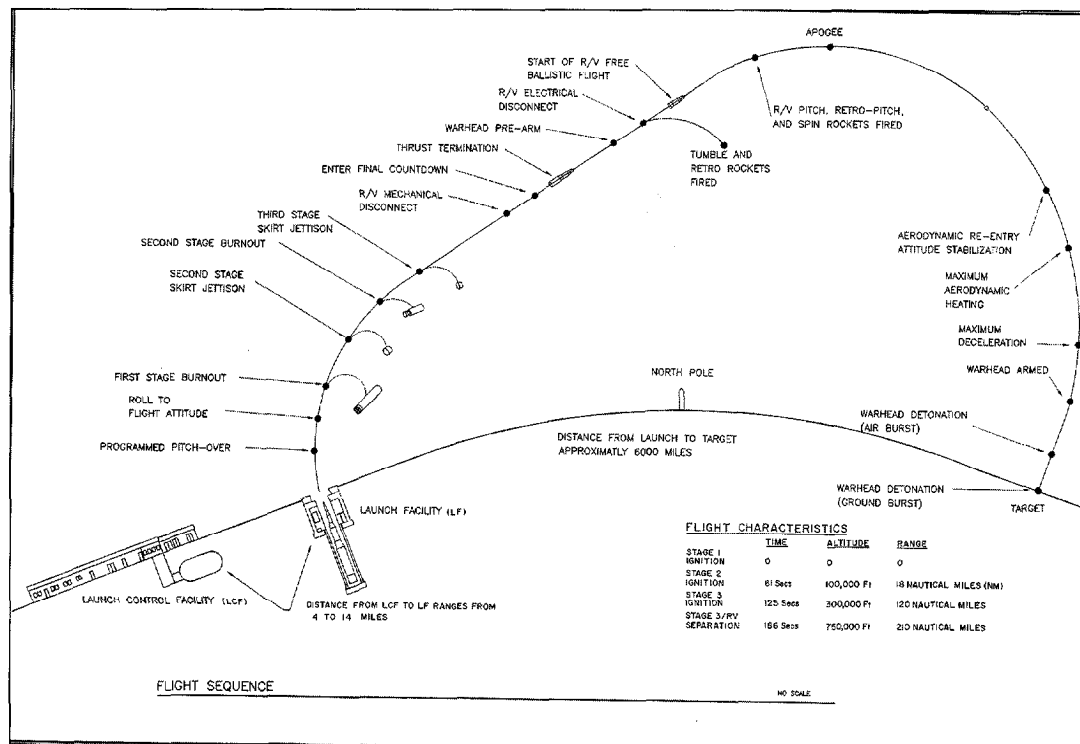 APOGEE
START OF R/V FREE
BALLISTIC FLIGHT
R/V ELECTRICAL
DISCONNECT
R/V PITCH, RETRO-PITCH,
AND SPIN ROCKETS FIRED
WARHEAD PRE-ARM
THRUST TERMINATION
TUMBLE AND
RETRO ROCKETS
FIRED
ENTER FINAL COUNTDOWN
R/V MECHANICAL
DISCONNECT
THIRD STAGE
SKIRT JETTISON
SECOND STAGE BURNOUT
AERODYNAMIC RE-ENTRY
ATTITUDE STABILIZATION
SECOND STAGE
SKIRT JETTISON
MAXIMUM
AERODYNAMIC
HEATING
MAXIMUM
DECELERATION
FIRST STAGE BURNOUT
NORTH POLE
WARHEAD ARMED
ROLL TO
FLIGHT ATTITUDE
WARHEAD DETONATION
(AIR BURST)
PROGRAMMED PITCH-OVER
DISTANCE FROM LAUNCH TO TARGET
APPROXIMATLY 6000 MILES
WARHEAD DETONATION
(GROUND BURST)
TARGET
LAUNCH FACILITY (LF)
LAUNCH CONTROL FACILITY (LCF)
DISTANCE FROM LCF TO LF RANGES FROM
4 TO 14 MILES
FLIGHT CHARACTERISTICS
TIME ALTITUDE RANGE
STAGE 1
IGNITION 0 0 0
STAGE 2
IGNITION 61 Secs 100,000 Ft 18 NAUTICAL MILES (NM)
STAGE 3
IGNITION 125 Secs 300,000 Ft 120 NAUTICAL MILES
STAGE 3/RV
SEPARATION 186 Secs 750,000 Ft 210 NAUTICAL MILES
FLIGHT SEQUENCE
NO SCALE